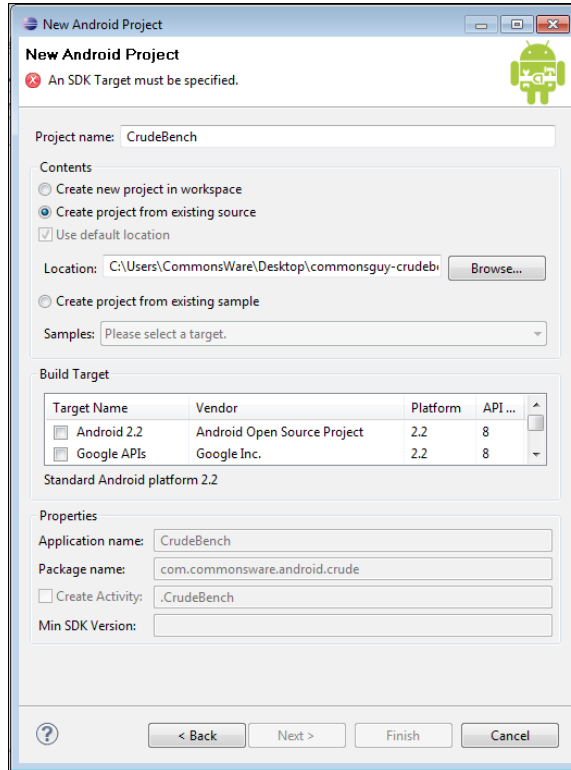 New Android Project
New Android Project
An SDK Target must be specified.
Project name: CrudeBench
Contents
Create new project in workspace
Create project from existing source
Use default location
Location: C:\Users\CommonsWare\Desktop\commonsguy-crudeb Browse...
Create project from existing sample
Samples: Please select a target.
Build Target
Target Name Vendor Platform API ...
Android 2.2 Android Open Source Project 2.2 8
Google APIs Google Inc. 2.2 8
Standard Android platform 2.2
Properties
Application name: CrudeBench
Package name: com.commonsware.android.crude
Create Activity: .CrudeBench
Min SDK Version:
? < Back Next > Finish Cancel